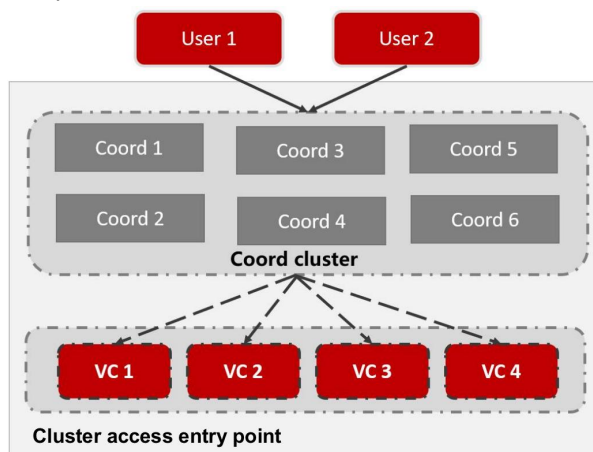 User 1
User 2
Coord 1
Coord 3
Coord 5
Coord 2
Coord 4
Coord 6
Coord cluster
VC 1
VC 2
VC 3
VC 4
Cluster access entry point